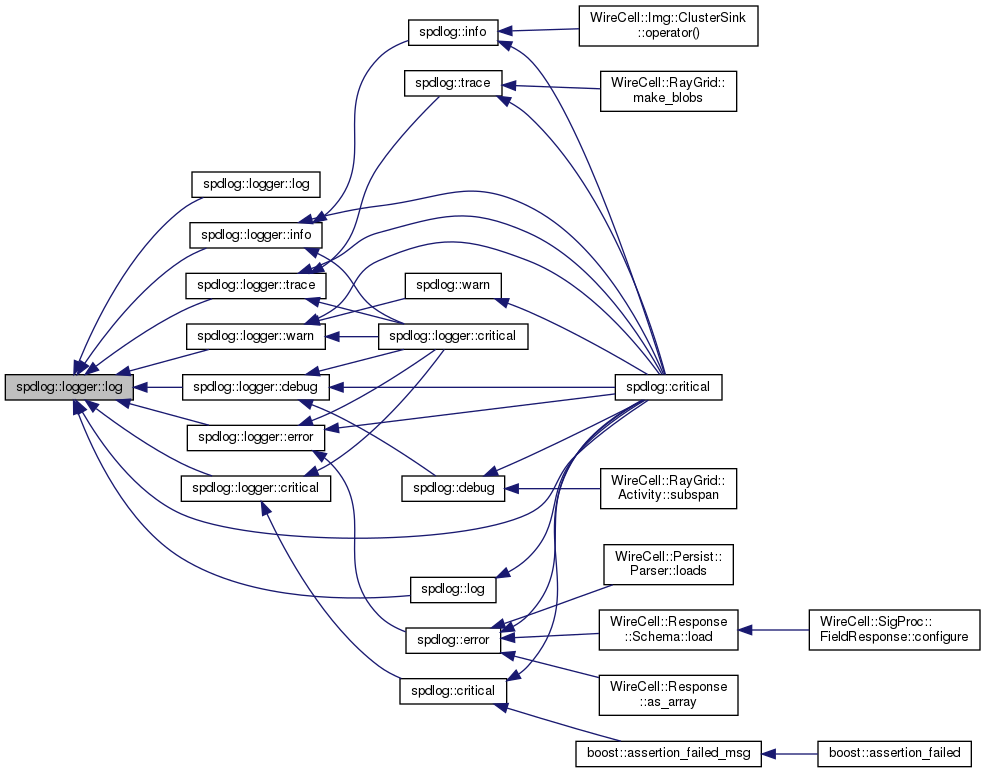 spdlog::info
WireCell::Img::ClusterSink
::operator()
spdlog::trace
WireCell::RayGrid::
make_blobs
spdlog::logger::log
spdlog::logger::info
spdlog::logger::trace
spdlog::warn
spdlog::logger::warn
spdlog::logger::critical
spdlog::logger::log
spdlog::logger::debug
spdlog::critical
spdlog::logger::error
spdlog::logger::critical
spdlog::debug
WireCell::RayGrid::
Activity::subspan
WireCell::Persist::
Parser::loads
spdlog::log
spdlog::error
WireCell::Response
::Schema::load
WireCell::SigProc::
FieldResponse::configure
spdlog::critical
WireCell::Response
::as_array
boost::assertion_failed_msg
boost::assertion_failed